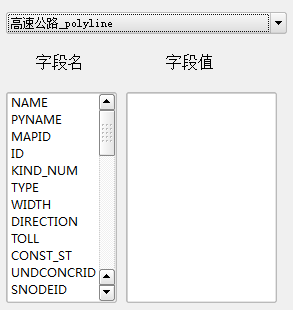 高速公路_polyline
字段名 字段值
NAME
PYNAME
MAPID
ID
KIND_NUM
TYPE
WIDTH
DIRECTION
TOLL
CONST_ST
UNDCONCRID
SNODEID